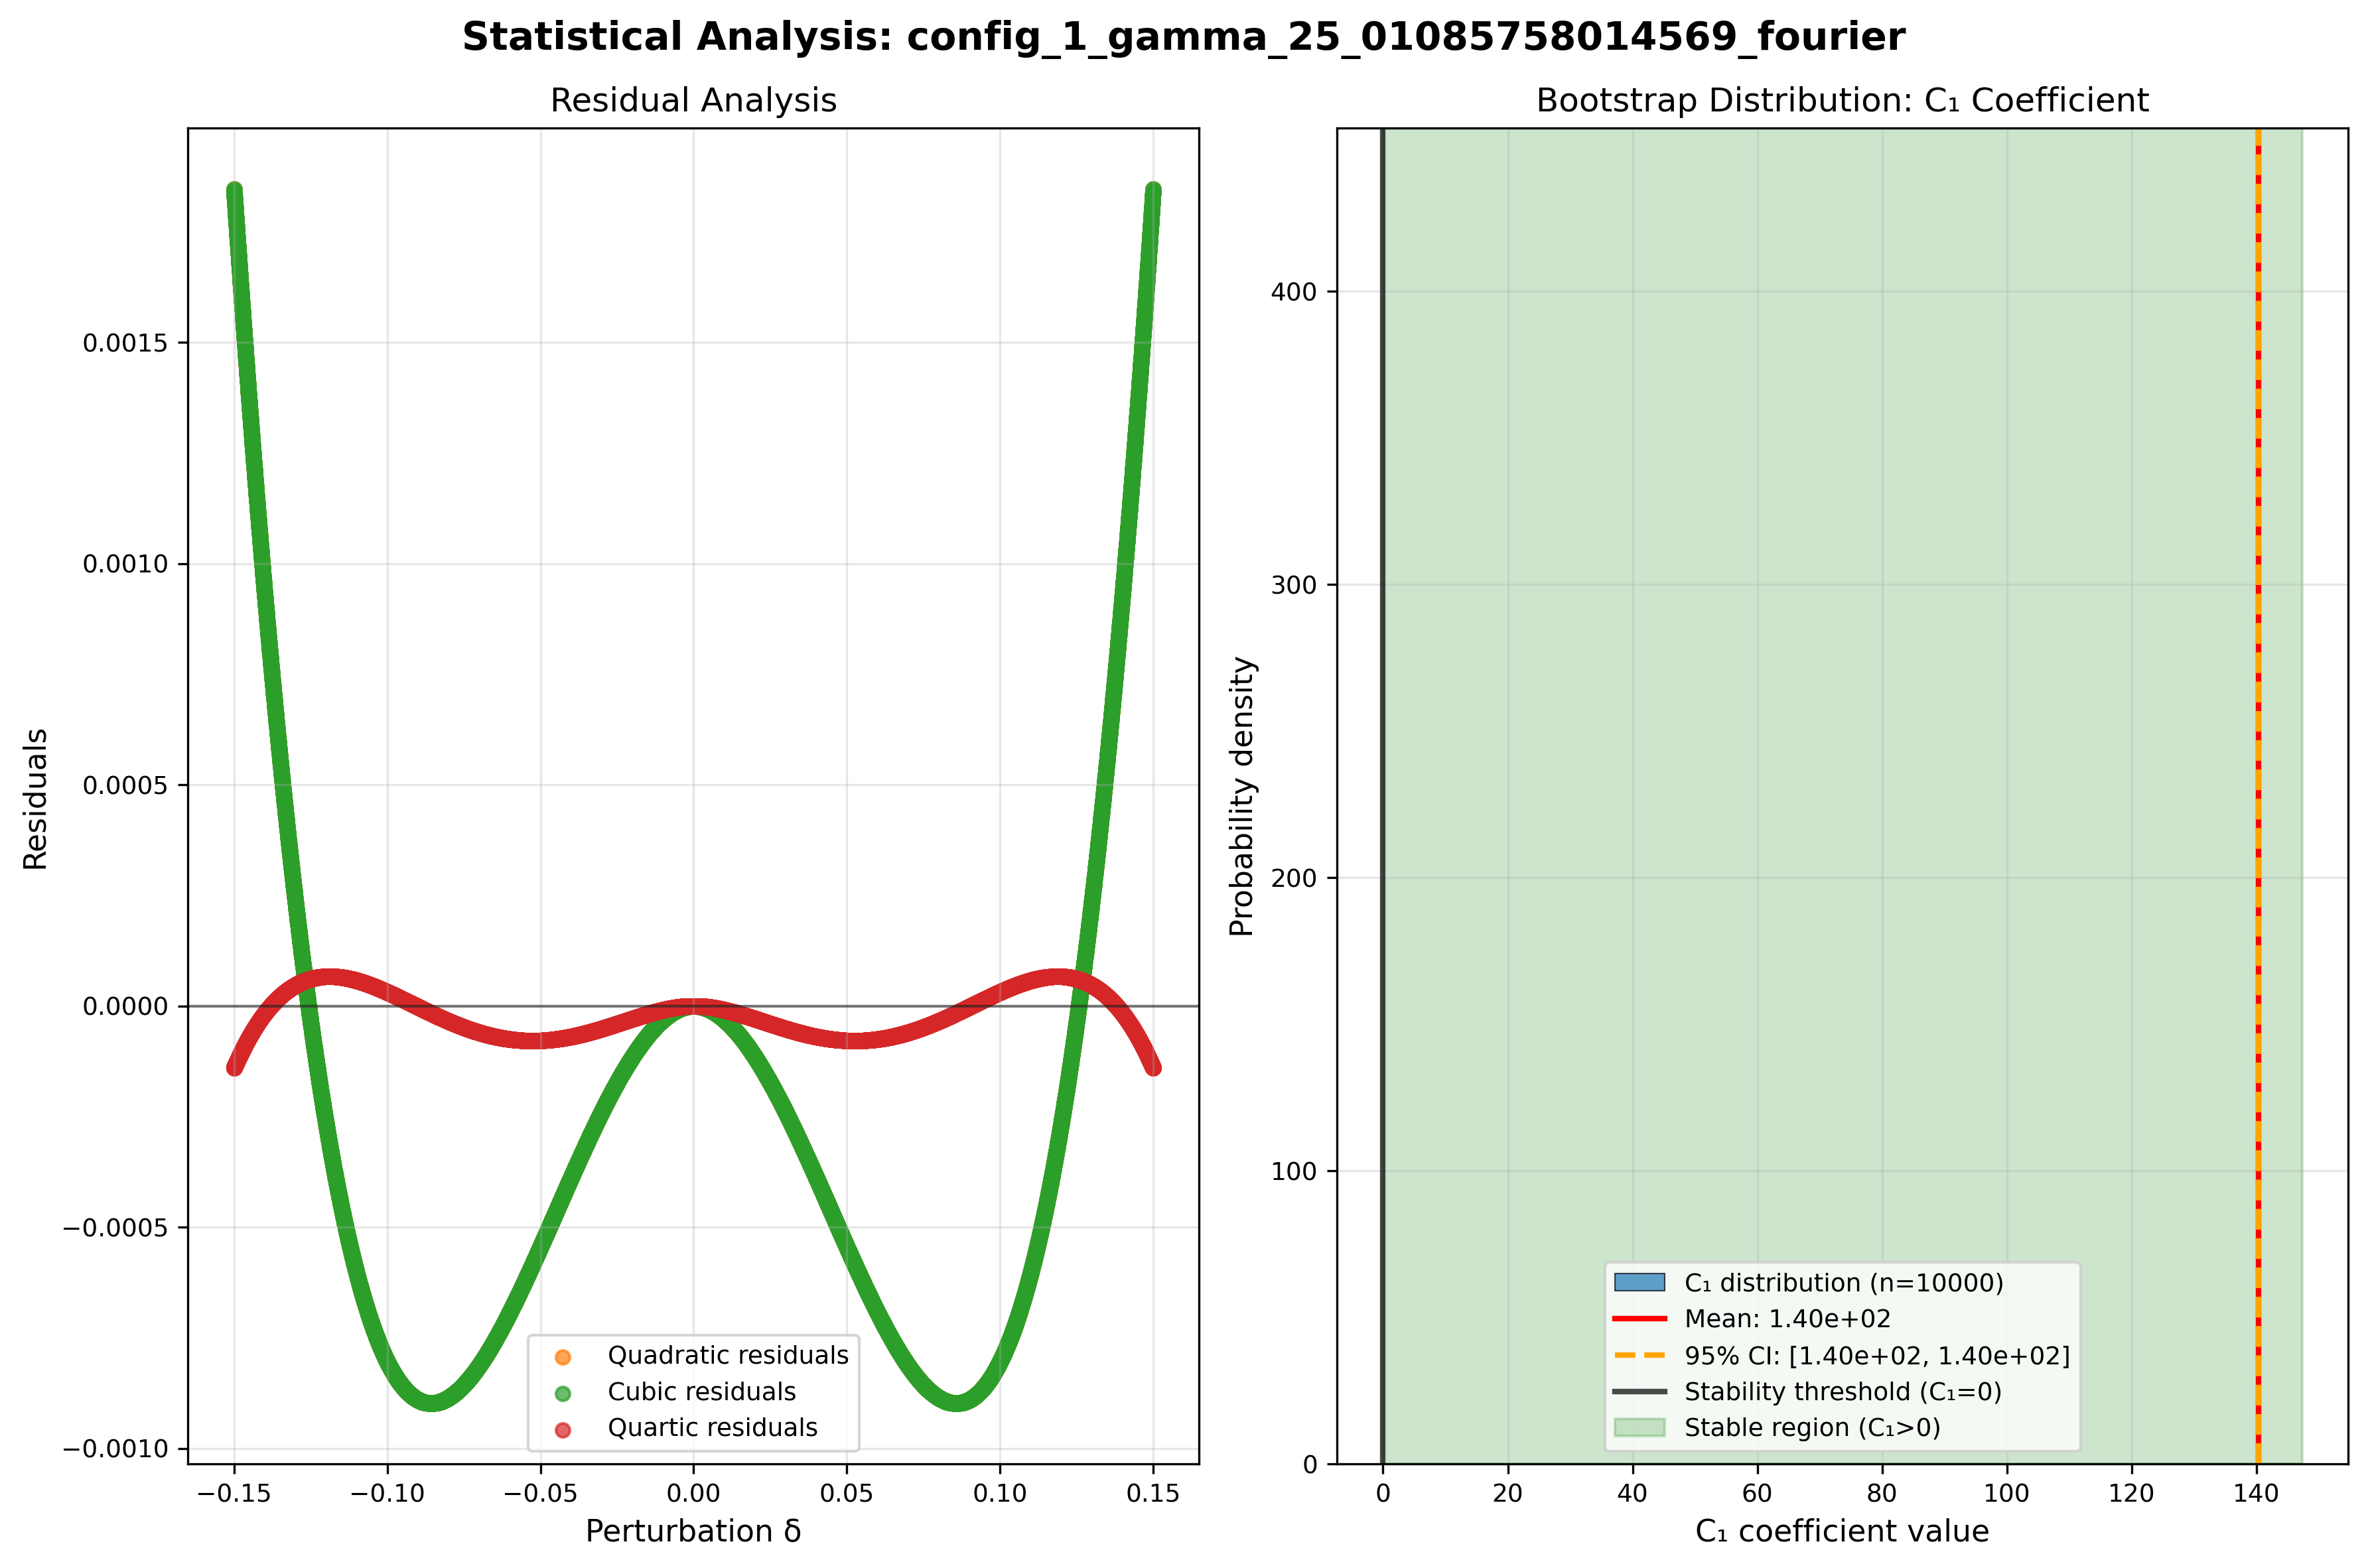 Statistical Analysis: config_1_gamma_25_01085758014569_fourier
Residual Analysis
Residuals
0.0015
0.0010
0.0005
0.0000
−0.0005
−0.0010
−0.15
−0.10
−0.05
0.00
0.05
0.10
0.15
Perturbation δ
Quadratic residuals
Cubic residuals
Quartic residuals
Bootstrap Distribution: C₁ Coefficient
Probability density
400
300
200
100
0
0
20
40
60
80
100
120
140
C₁ coefficient value
C₁ distribution (n=10000)
Mean: 1.40e+02
95% CI: [1.40e+02, 1.40e+02]
Stability threshold (C₁=0)
Stable region (C₁>0)